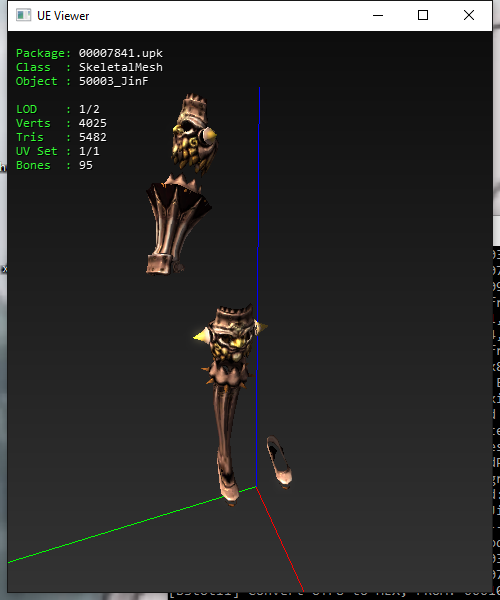 UE Viewer
Package: 00007841.upk
Class : SkeletalMesh
Object : 50003_JinF
LOD : 1/2
Verts : 4025
Tris : 5482
UV Set : 1/1
Bones : 95